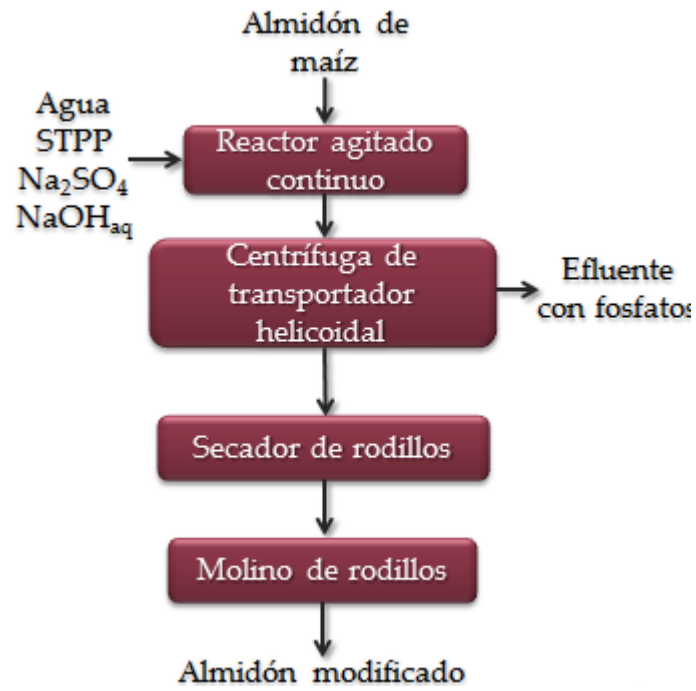 Almidón de
maíz
Agua
STPP
Na₂SO₄
NaOHaq
Reactor agitado
continuo
Centrífuga de
transportador
helicoidal
Efluente
con fosfatos
Secador de rodillos
Molino de rodillos
Almidón modificado